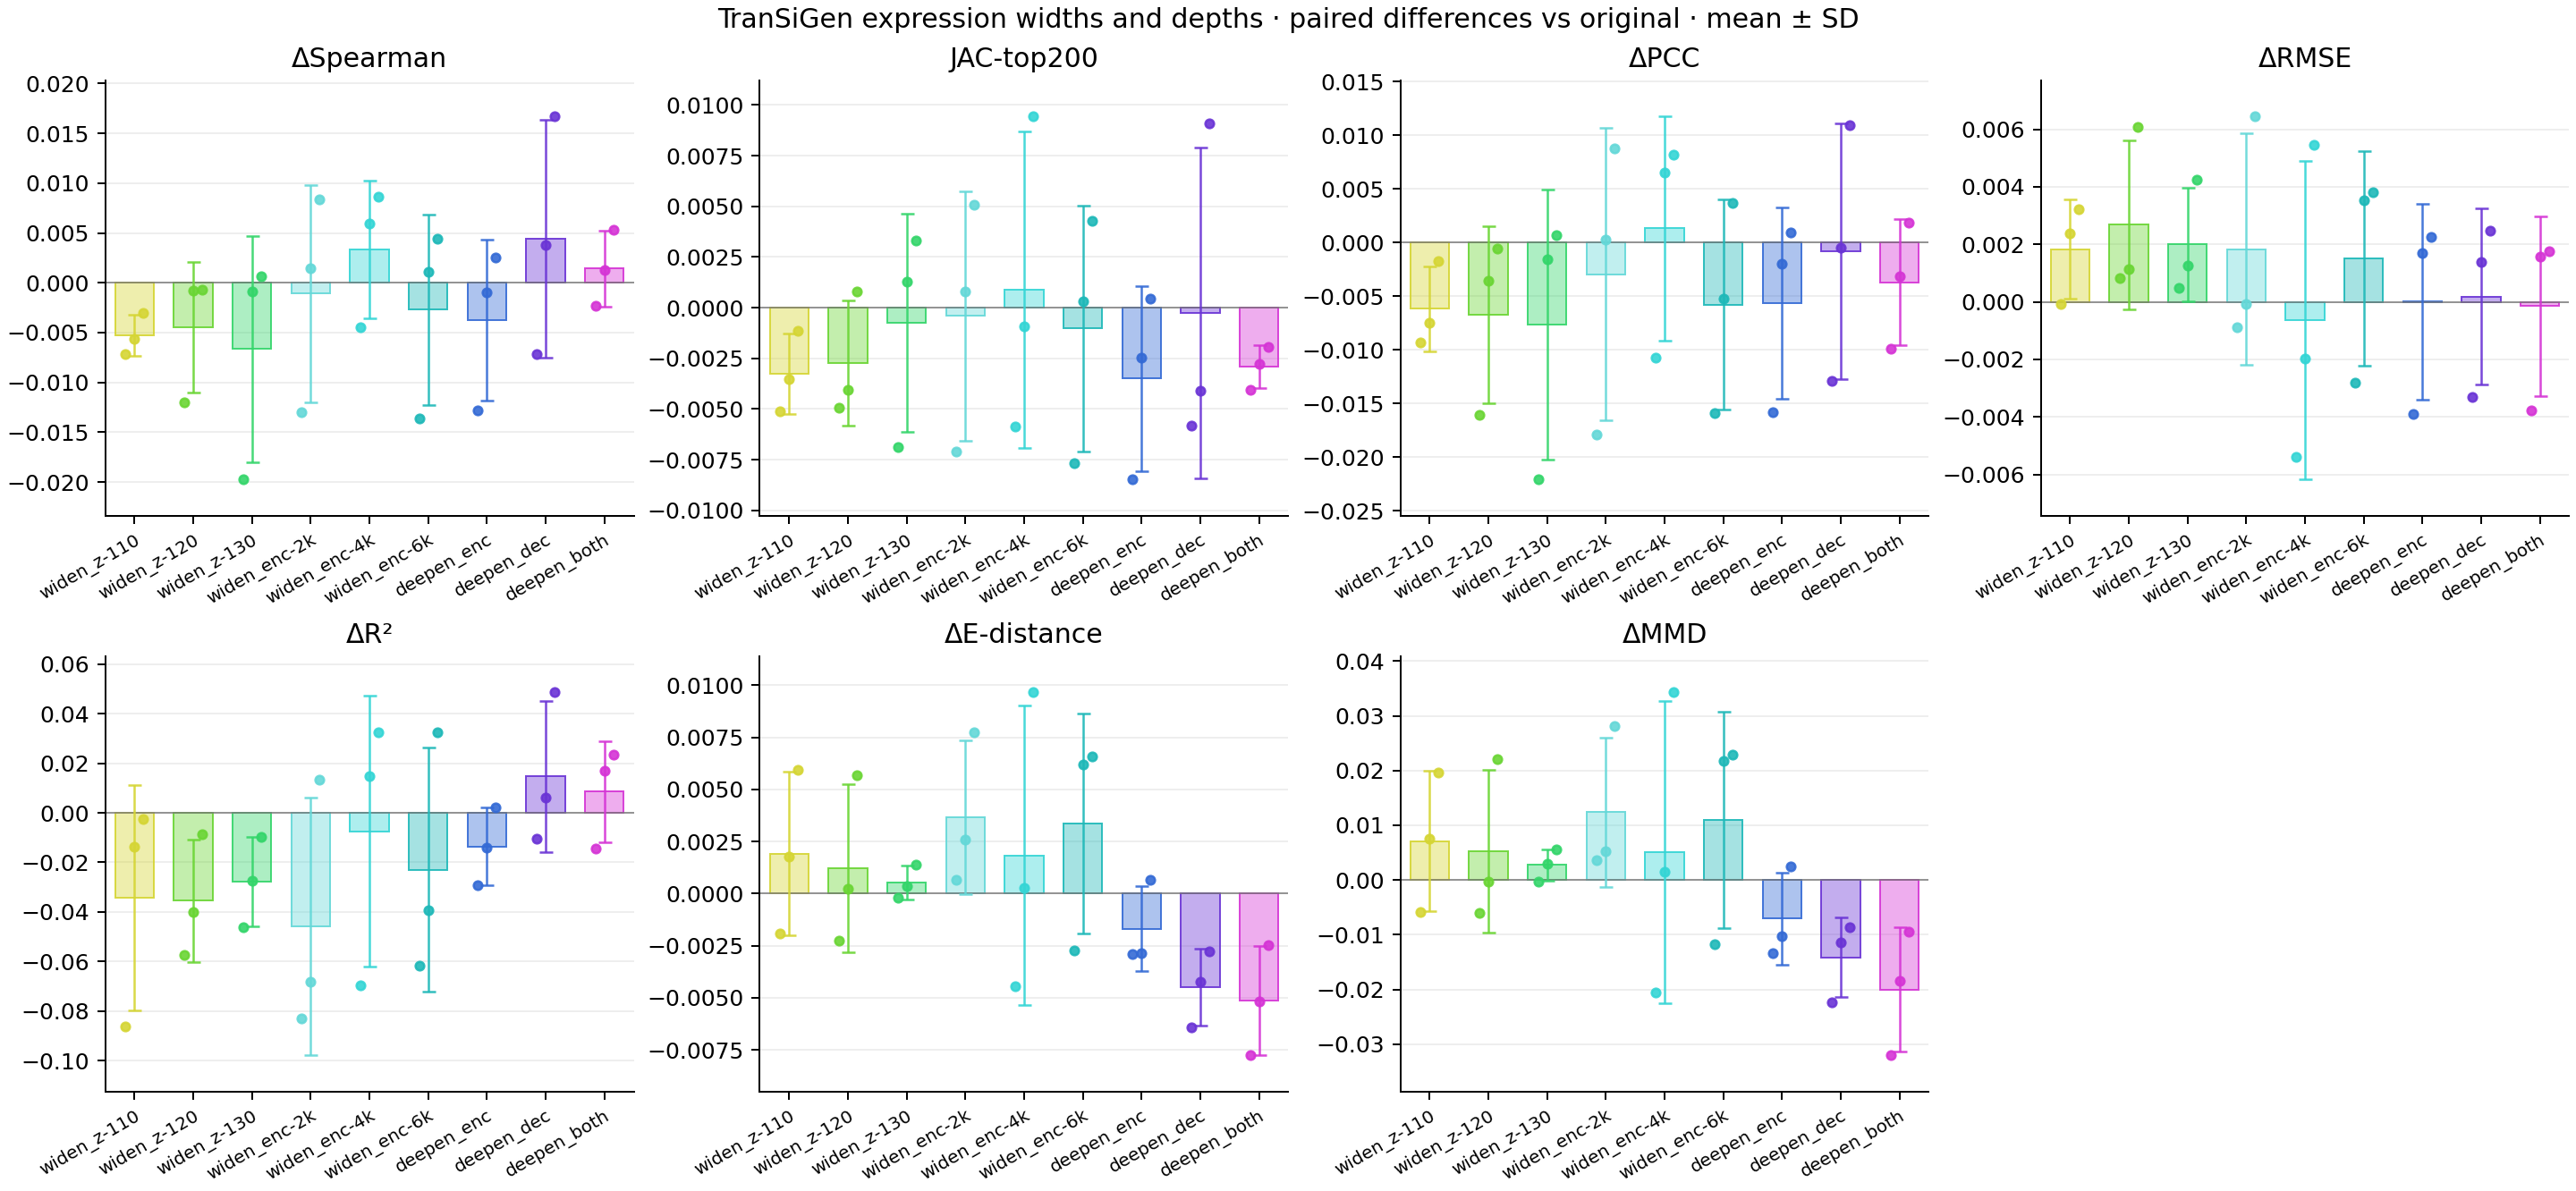 TranSiGen expression widths and depths · paired differences vs original · mean ± SD
ΔSpearman
0.020
0.015
0.010
0.005
0.000
−0.005
−0.010
−0.015
−0.020
widen_z-110
widen_z-120
widen_z-130
widen_enc-2k
widen_enc-4k
widen_enc-6k
deepen_enc
deepen_dec
deepen_both
JAC-top200
0.0100
0.0075
0.0050
0.0025
0.0000
−0.0025
−0.0050
−0.0075
−0.0100
widen_z-110
widen_z-120
widen_z-130
widen_enc-2k
widen_enc-4k
widen_enc-6k
deepen_enc
deepen_dec
deepen_both
ΔPCC
0.015
0.010
0.005
0.000
−0.005
−0.010
−0.015
−0.020
−0.025
widen_z-110
widen_z-120
widen_z-130
widen_enc-2k
widen_enc-4k
widen_enc-6k
deepen_enc
deepen_dec
deepen_both
ΔRMSE
0.006
0.004
0.002
0.000
−0.002
−0.004
−0.006
widen_z-110
widen_z-120
widen_z-130
widen_enc-2k
widen_enc-4k
widen_enc-6k
deepen_enc
deepen_dec
deepen_both
ΔR²
0.06
0.04
0.02
0.00
−0.02
−0.04
−0.06
−0.08
−0.10
widen_z-110
widen_z-120
widen_z-130
widen_enc-2k
widen_enc-4k
widen_enc-6k
deepen_enc
deepen_dec
deepen_both
ΔE-distance
0.0100
0.0075
0.0050
0.0025
0.0000
−0.0025
−0.0050
−0.0075
widen_z-110
widen_z-120
widen_z-130
widen_enc-2k
widen_enc-4k
widen_enc-6k
deepen_enc
deepen_dec
deepen_both
ΔMMD
0.04
0.03
0.02
0.01
0.00
−0.01
−0.02
−0.03
widen_z-110
widen_z-120
widen_z-130
widen_enc-2k
widen_enc-4k
widen_enc-6k
deepen_enc
deepen_dec
deepen_both